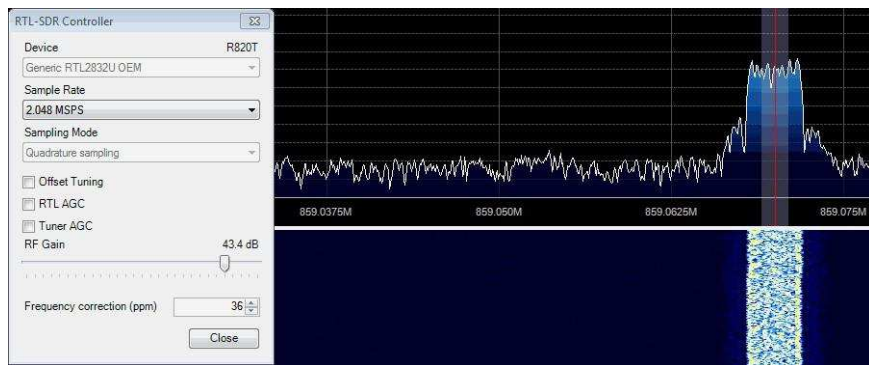 RTL-SDR Controller
Device R820T
Generic RTL2832U OEM
Sample Rate
2.048 MSPS
Sampling Mode
Quadrature sampling
Offset Tuning
RTL AGC
Tuner AGC
RF Gain 43.4 dB
Frequency correction (ppm) 36
Close
859.0375M 859.050M 859.0625M 859.075M